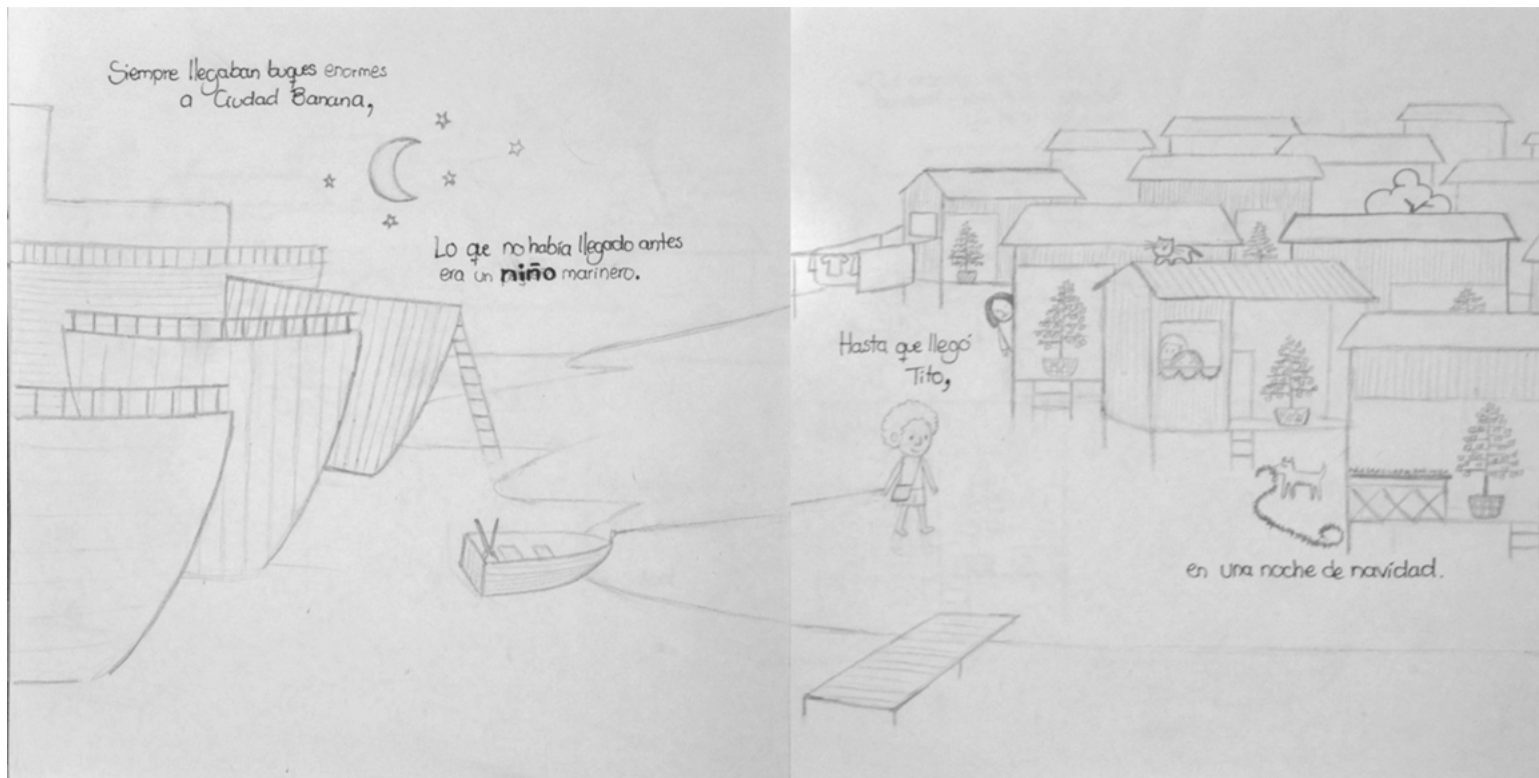 Siempre llegaban buques enormes
a Ciudad Banana,
Lo que no había llegado antes
era un niño marinero.
Hasta que llegó
Tito,
en una noche de navidad.